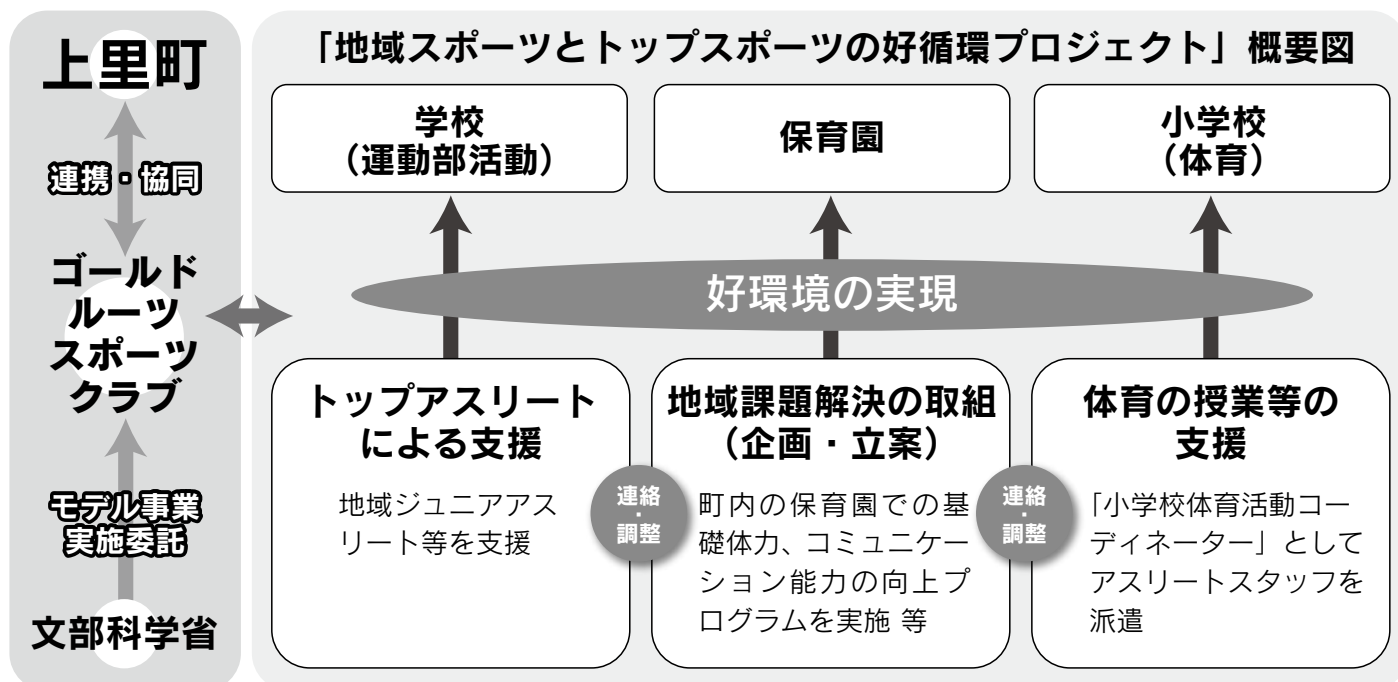 上里町
連携・協同
ゴールド
ルーツ
スポーツ
クラブ
モデル事業
実施委託
文部科学省
「地域スポーツとトップスポーツの好循環プロジェクト」概要図
学校
（運動部活動）
保育園
小学校
（体育）
好環境の実現
トップアスリート
による支援
地域ジュニアアス
リート等を支援
連絡
・
調整
地域課題解決の取組
（企画・立案）
町内の保育園での基
礎体力、コミュニケー
ション能力の向上プ
ログラムを実施 等
連絡
・
調整
体育の授業等の
支援
「小学校体育活動コー
ディネーター」として
アスリートスタッフを
派遣